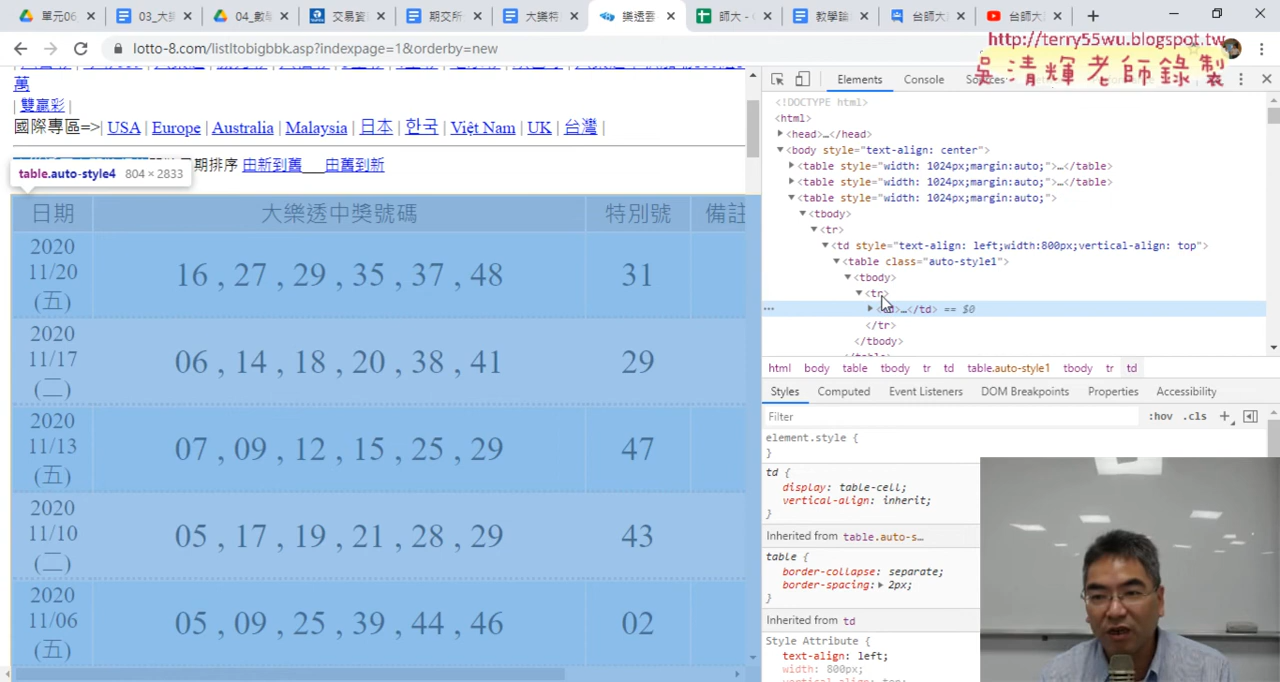 單元06
03_大樂
04_數學
交易資
期交所
大樂特
樂透雲
師大 -
教學論
台師大
台師大
lotto-8.com/listltobigbbk.asp?indexpage=1&orderby=new
http://terry55wu.blogspot.tw
吳清輝老師錄製
萬
| 雙贏彩 |
國際專區=>| USA | Europe | Australia | Malaysia | 日本 | 한국 | Việt Nam | UK | 台灣 |
期排序 由新到舊 由舊到新
table.auto-style4 804 × 2833
日期 大樂透中獎號碼 特別號 備註
2020
11/20
(五)
16 , 27 , 29 , 35 , 37 , 48 31
2020
11/17
(二)
06 , 14 , 18 , 20 , 38 , 41 29
2020
11/13
(五)
07 , 09 , 12 , 15 , 25 , 29 47
2020
11/10
(二)
05 , 17 , 19 , 21 , 28 , 29 43
2020
11/06
(五)
05 , 09 , 25 , 39 , 44 , 46 02
Elements Console Sources
<!DOCTYPE html>
<html>
<head>…</head>
<body style="text-align: center">
<table style="width: 1024px;margin:auto;">…</table>
<table style="width: 1024px;margin:auto;">…</table>
<table style="width: 1024px;margin:auto;">
<tbody>
<tr>
<td style="text-align: left;width:800px;vertical-align: top">
<table class="auto-style1">
<tbody>
<tr>
<td>…</td> == $0
</tr>
</tbody>
html body table tbody tr td table.auto-style1 tbody tr td
Styles Computed Event Listeners DOM Breakpoints Properties Accessibility
Filter :hov .cls +
element.style {
}
td {
display: table-cell;
vertical-align: inherit;
}
Inherited from table.auto-s…
table {
border-collapse: separate;
border-spacing: 2px;
}
Inherited from td
Style Attribute {
text-align: left;
width: 800px;
vertical-align: top;